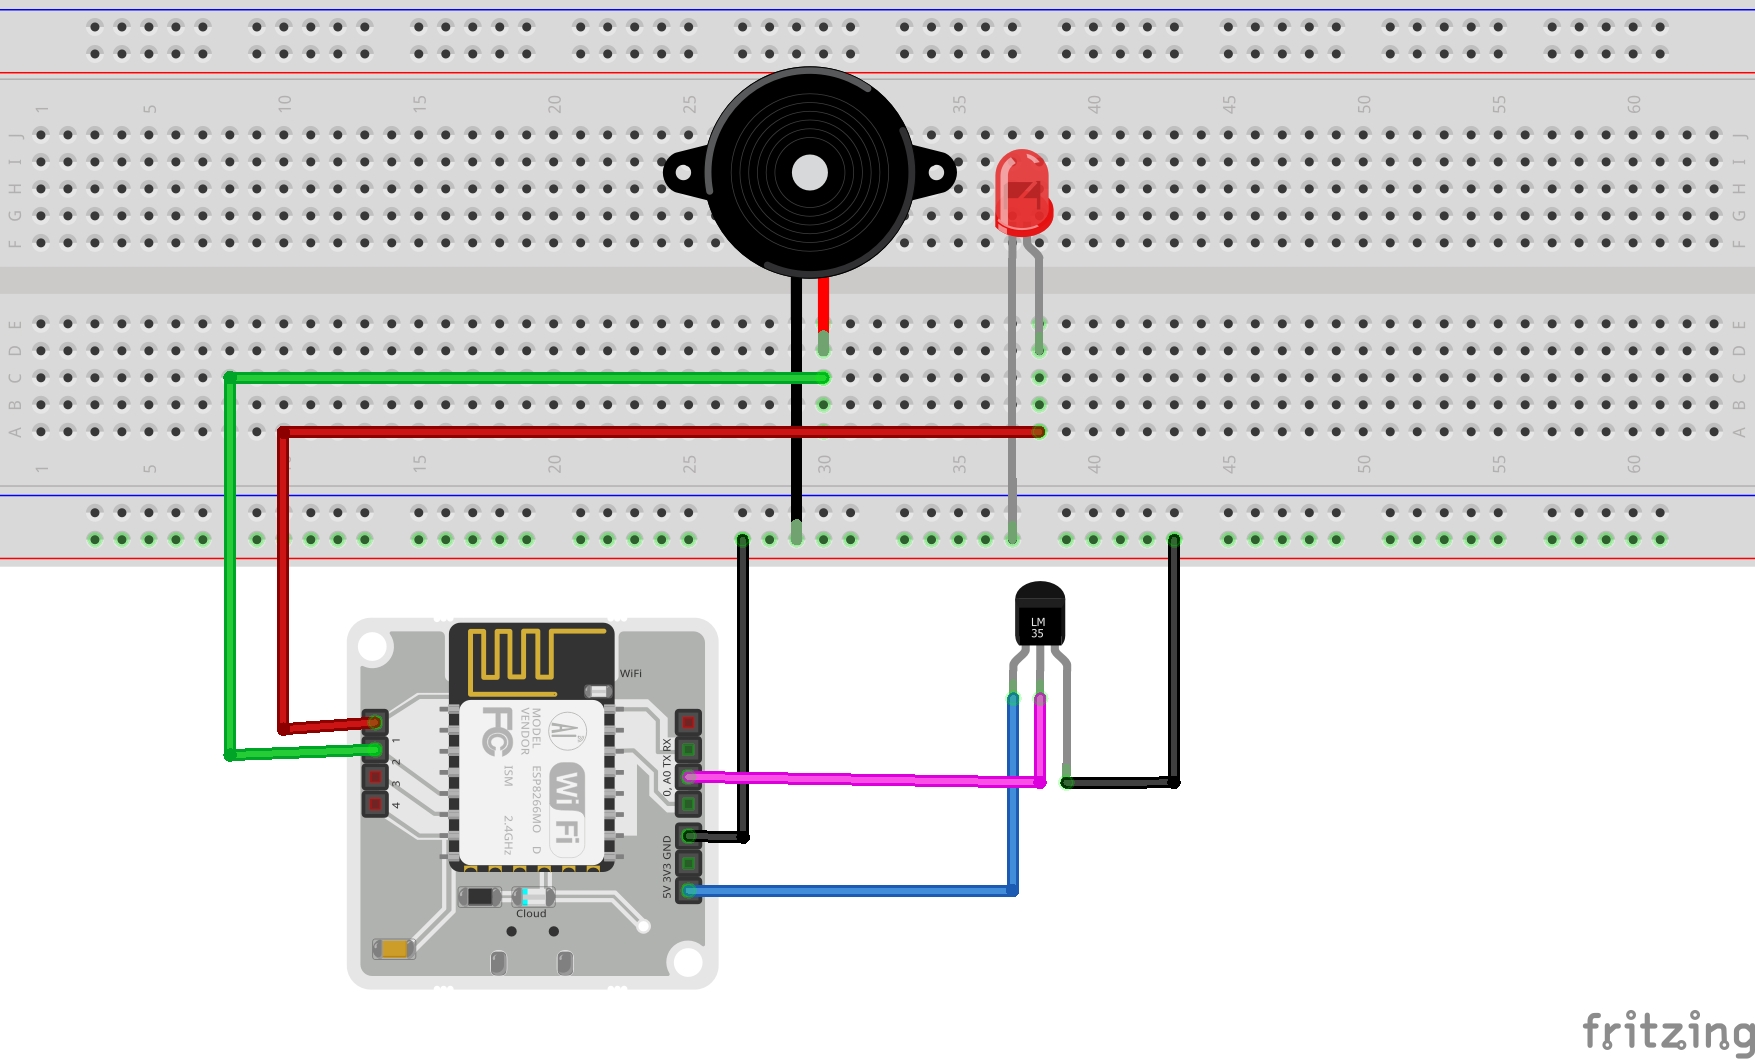 1 5 10 15 20 25 35 40 45 50 55 60
J J
I I
H H
G G
F F
E E
D D
C C
B B
A A
1 5 15 20 25 30 35 40 45 50 55 60
WiFi
LM
35
1
2
3
4
FC
MODEL
VENDOR
ISM
2.4GHz
ESP8266MO D
AI
Wi Fi
0, A0 TX RX
5V 3V3 GND
Cloud
fritzing